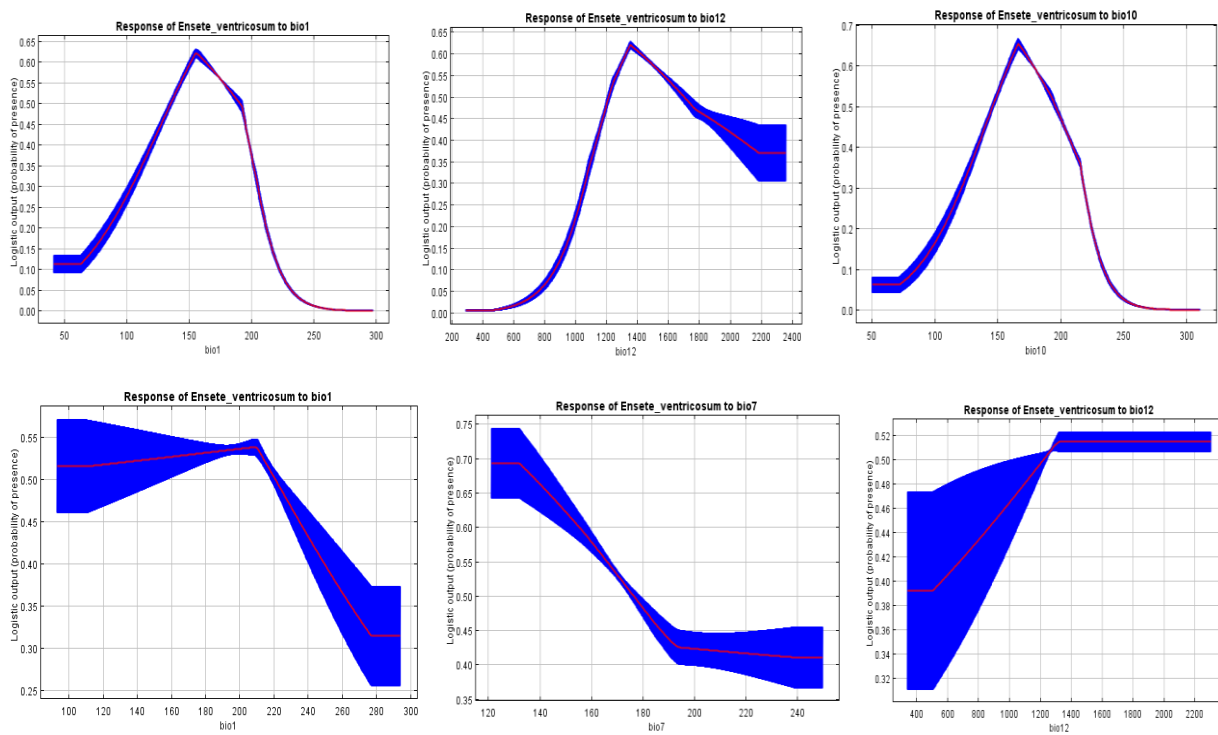 Response of Ensete_ventricosum to bio1
Logistic output (probability of presence)
0.65
0.60
0.55
0.50
0.45
0.40
0.35
0.30
0.25
0.20
0.15
0.10
0.05
0.00
50 100 150 200 250 300
bio1
Response of Ensete_ventricosum to bio12
Logistic output (probability of presence)
0.65
0.60
0.55
0.50
0.45
0.40
0.35
0.30
0.25
0.20
0.15
0.10
0.05
0.00
200 400 600 800 1000 1200 1400 1600 1800 2000 2200 2400
bio12
Response of Ensete_ventricosum to bio10
Logistic output (probability of presence)
0.7
0.6
0.5
0.4
0.3
0.2
0.1
0.0
50 100 150 200 250 300
bio10
Response of Ensete_ventricosum to bio1
Logistic output (probability of presence)
0.55
0.50
0.45
0.40
0.35
0.30
0.25
100 120 140 160 180 200 220 240 260 280 300
bio1
Response of Ensete_ventricosum to bio7
Logistic output (probability of presence)
0.75
0.70
0.65
0.60
0.55
0.50
0.45
0.40
0.35
120 140 160 180 200 220 240
bio7
Response of Ensete_ventricosum to bio12
Logistic output (probability of presence)
0.52
0.50
0.48
0.46
0.44
0.42
0.40
0.38
0.36
0.34
0.32
400 600 800 1000 1200 1400 1600 1800 2000 2200
bio12